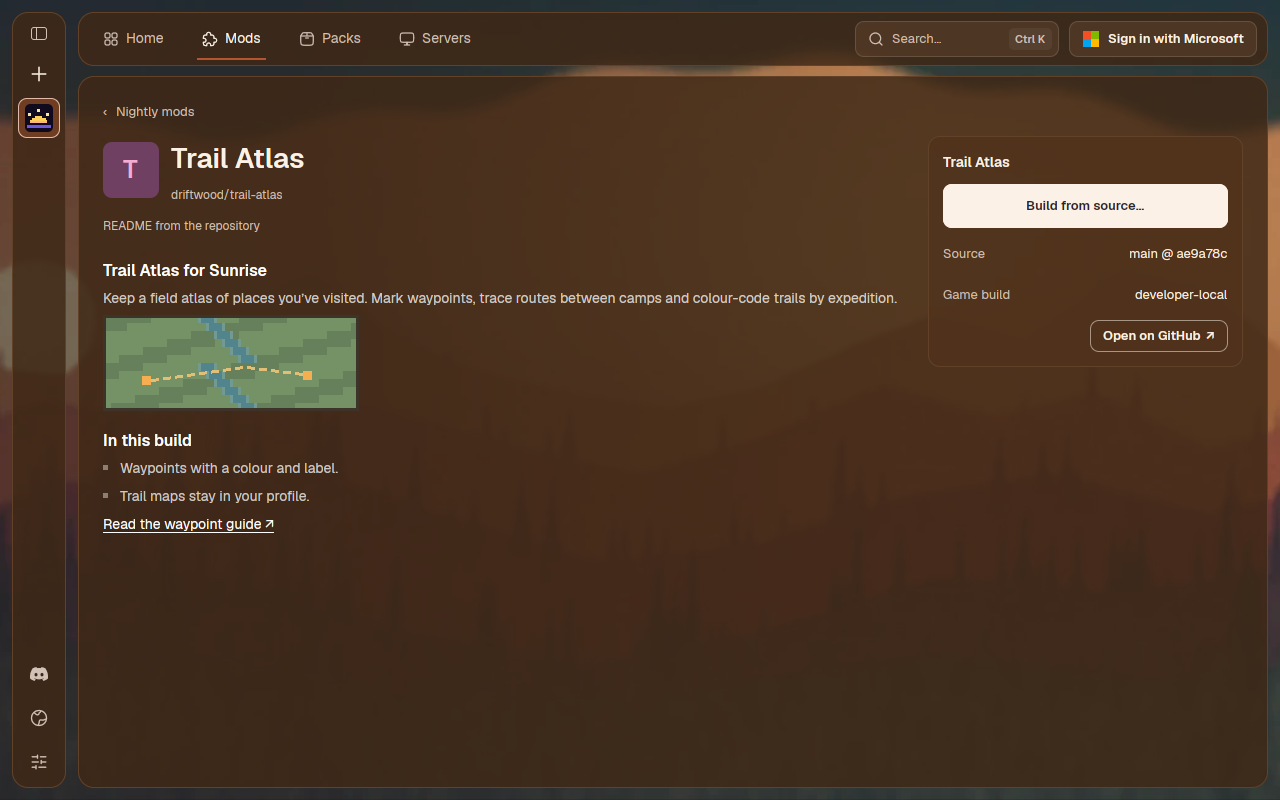 Home
Mods
Packs
Servers
Search...
Ctrl K
Sign in with Microsoft
‹ Nightly mods
T
Trail Atlas
driftwood/trail-atlas
README from the repository
Trail Atlas for Sunrise
Keep a field atlas of places you've visited. Mark waypoints, trace routes between camps and colour-code trails by expedition.
In this build
Waypoints with a colour and label.
Trail maps stay in your profile.
Read the waypoint guide ↗
Trail Atlas
Build from source...
Source main @ ae9a78c
Game build developer-local
Open on GitHub ↗